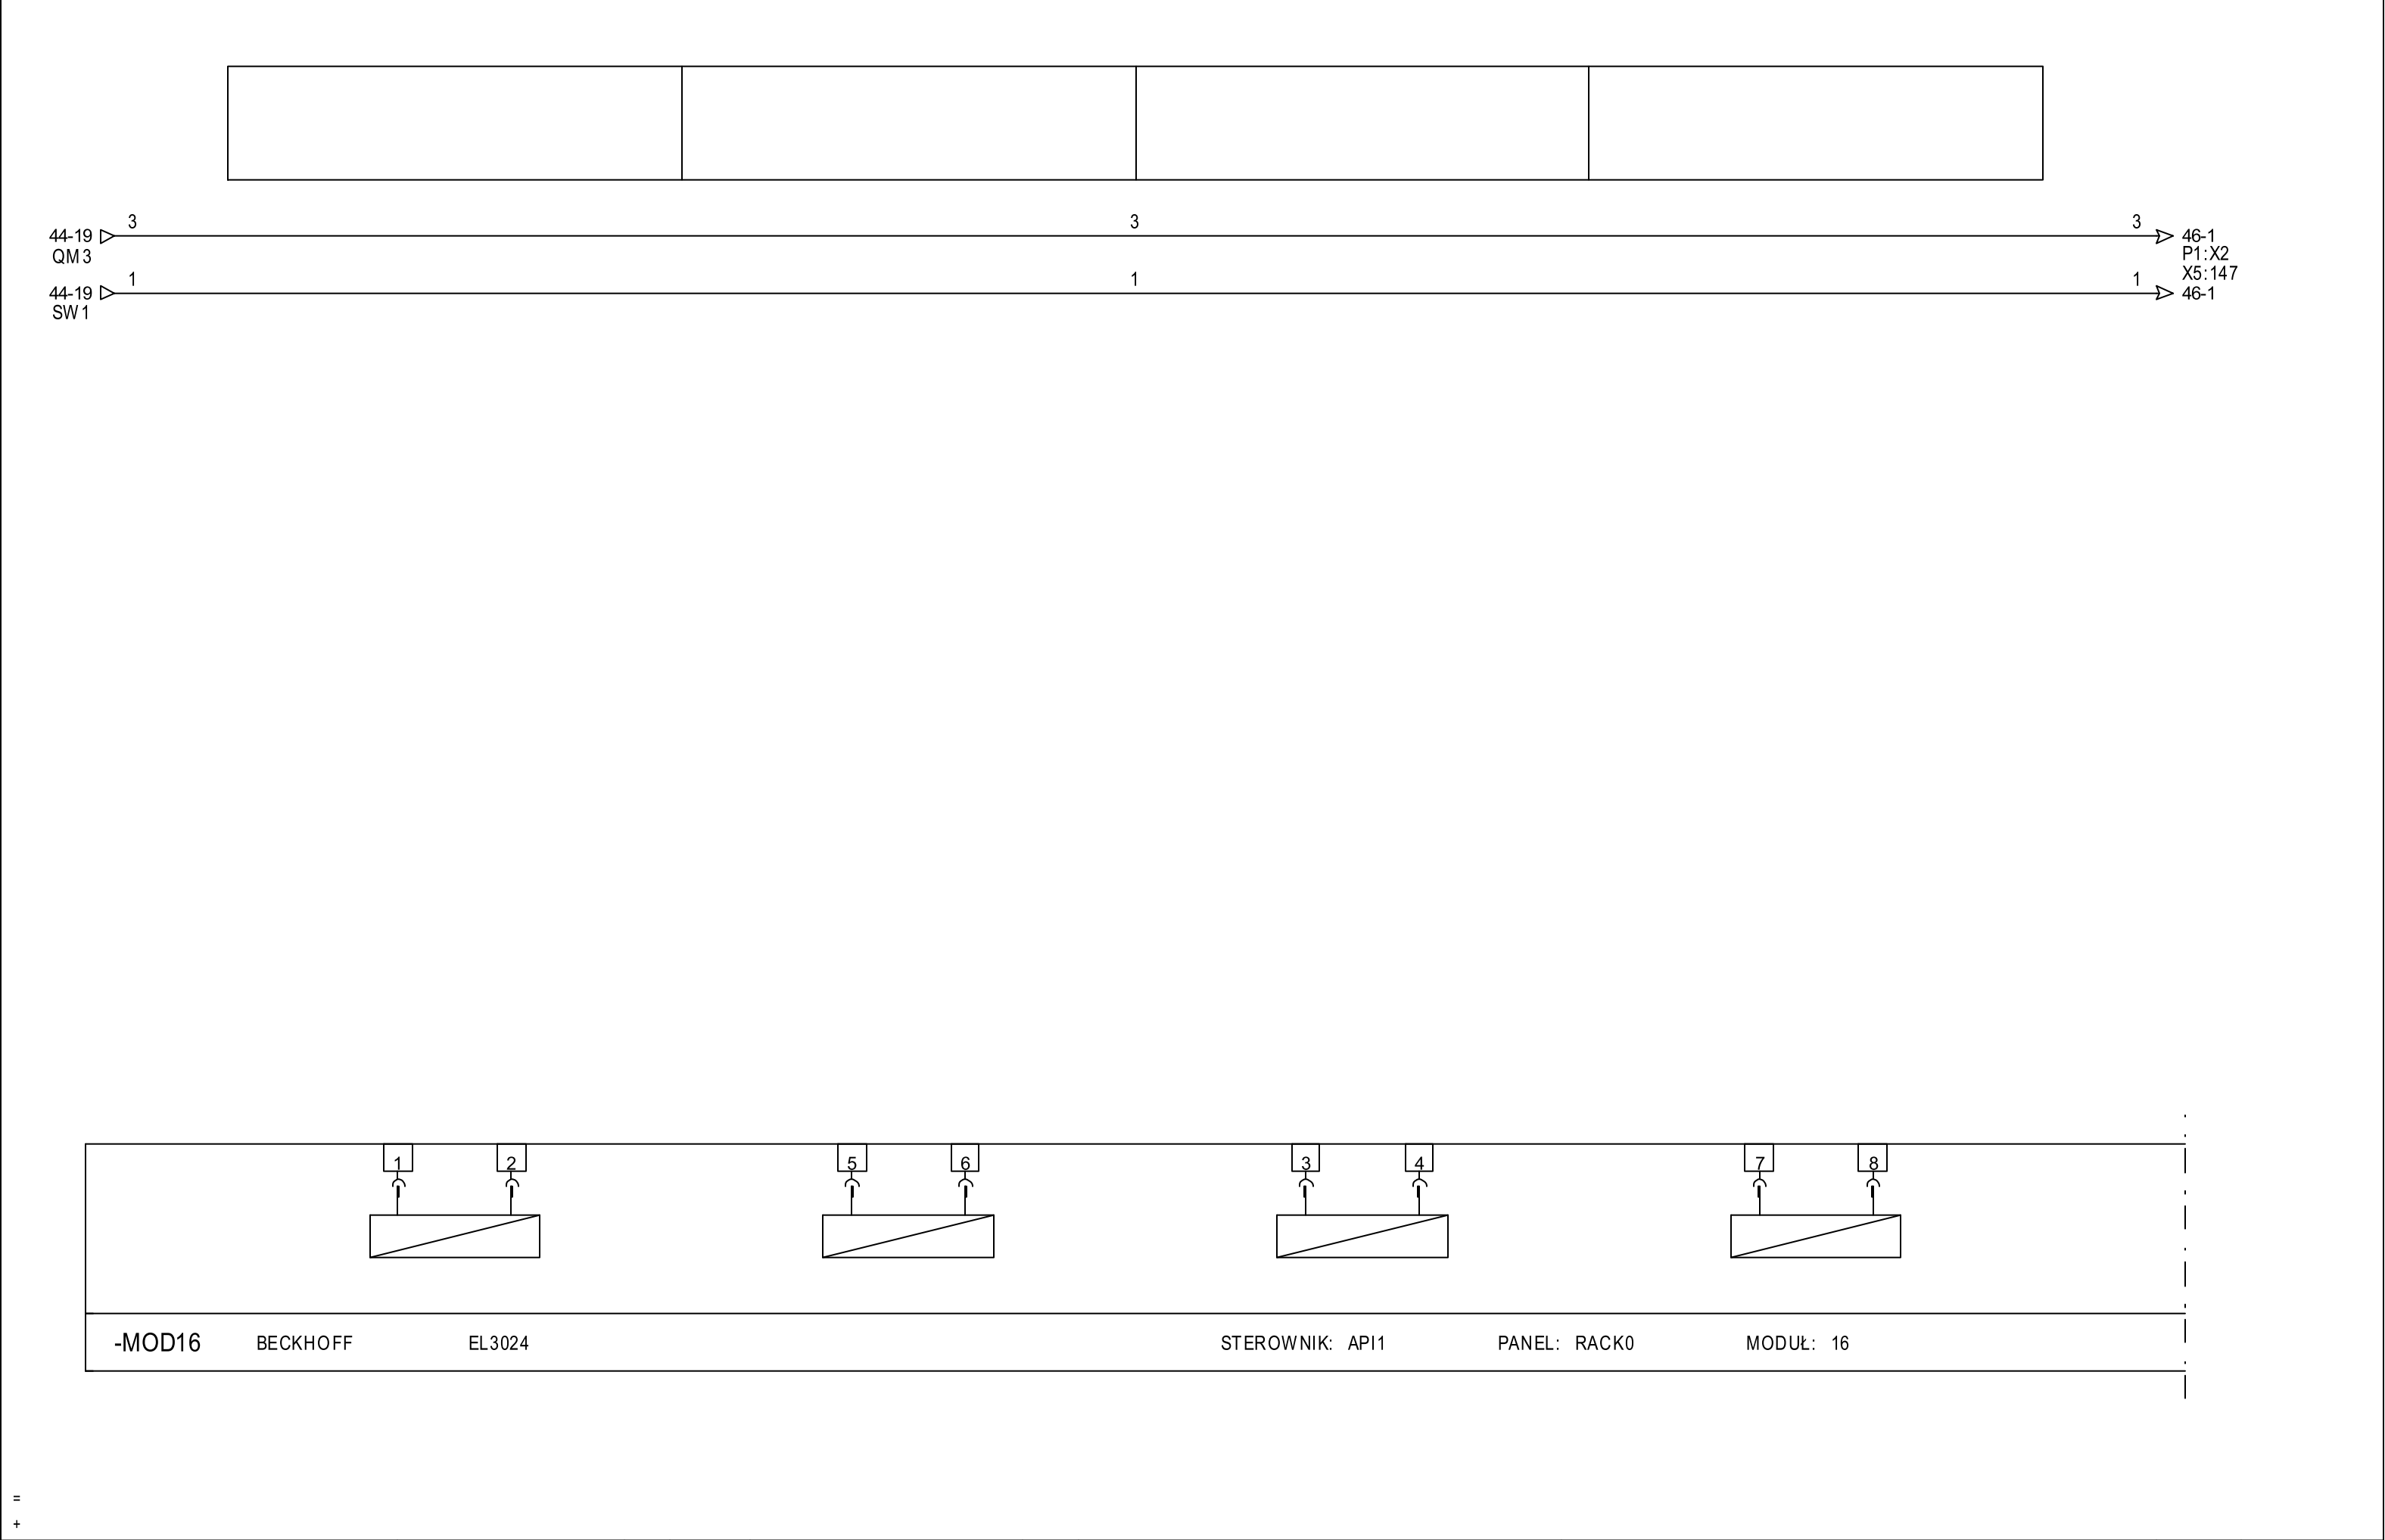 3 3 3
44-19 46-1
QM3 P1:X2
X5:147
1 1 1
44-19 46-1
SW1
1 2 5 6 3 4 7 8
-MOD16 BECKHOFF EL3024 STEROWNIK: API1 PANEL: RACK0 MODUŁ: 16
=
+